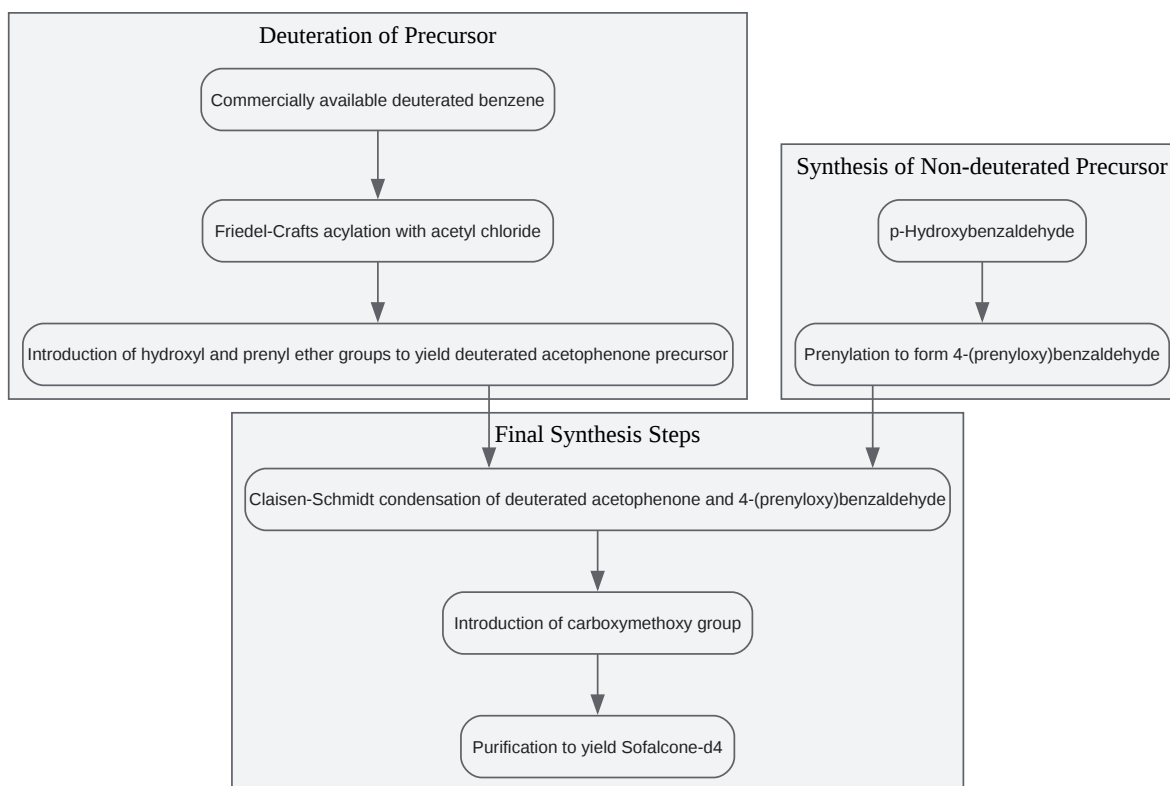 Deuteration of Precursor
Commercially available deuterated benzene
Friedel-Crafts acylation with acetyl chloride
Introduction of hydroxyl and prenyl ether groups to yield deuterated acetophenone precursor
Synthesis of Non-deuterated Precursor
p-Hydroxybenzaldehyde
Prenylation to form 4-(prenyloxy)benzaldehyde
Final Synthesis Steps
Claisen-Schmidt condensation of deuterated acetophenone and 4-(prenyloxy)benzaldehyde
Introduction of carboxymethoxy group
Purification to yield Sofalcone-d4